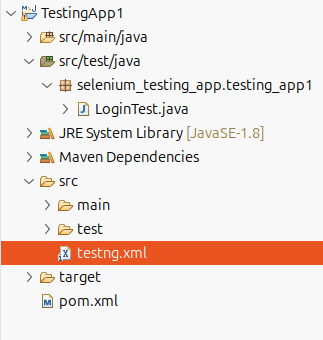 TestingApp1
src/main/java
src/test/java
selenium_testing_app.testing_app1
LoginTest.java
JRE System Library [JavaSE-1.8]
Maven Dependencies
src
main
test
testng.xml
target
pom.xml